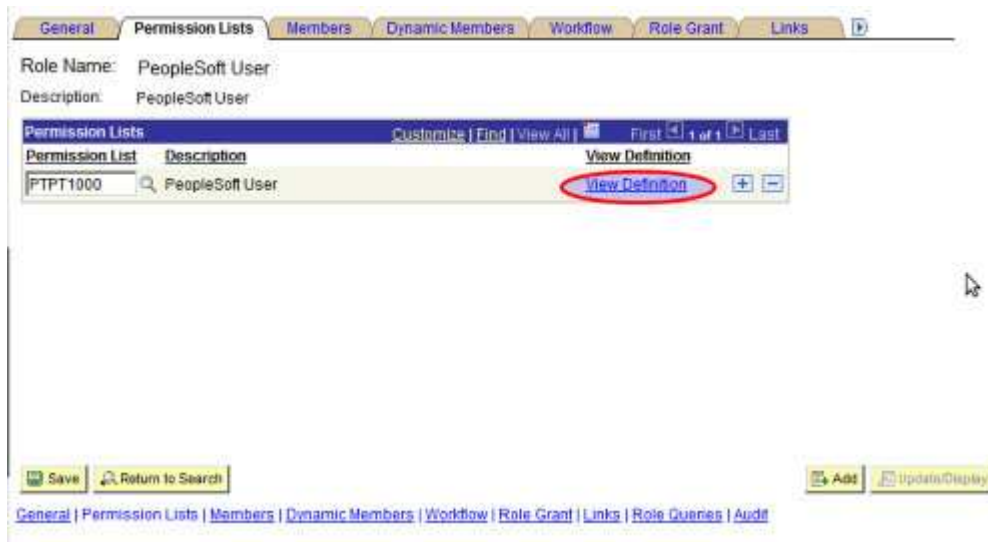 General Permission Lists Members Dynamic Members Workflow Role Grant Links
Role Name: PeopleSoft User
Description: PeopleSoft User
Permission Lists Customize | Find | View All | First 1 of 1 Last
Permission List Description View Definition
PTPT1000 PeopleSoft User View Definition
Save Return to Search Add Update/Display
General | Permission Lists | Members | Dynamic Members | Workflow | Role Grant | Links | Role Queries | Audit